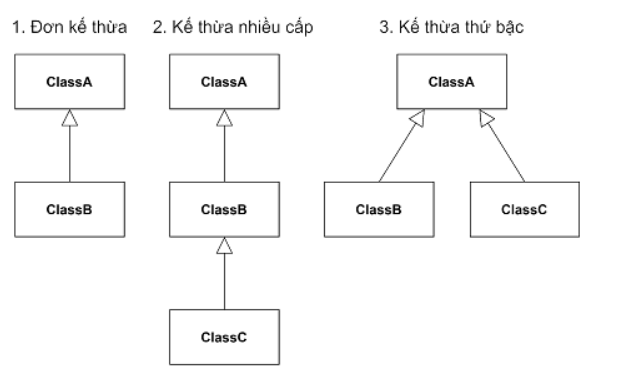 1. Đơn kế thừa
2. Kế thừa nhiều cấp
3. Kế thừa thứ bậc
ClassA
ClassA
ClassA
ClassB
ClassB
ClassB
ClassC
ClassC